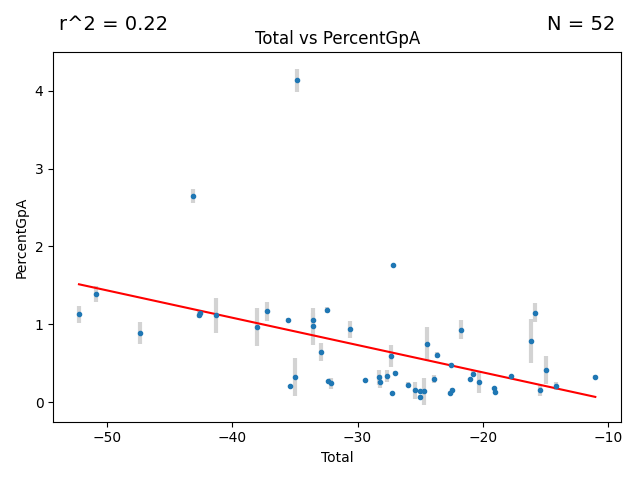 r^2 = 0.22
N = 52
Total vs PercentGpA
4
3
2
1
0
PercentGpA
−50
−40
−30
−20
−10
Total